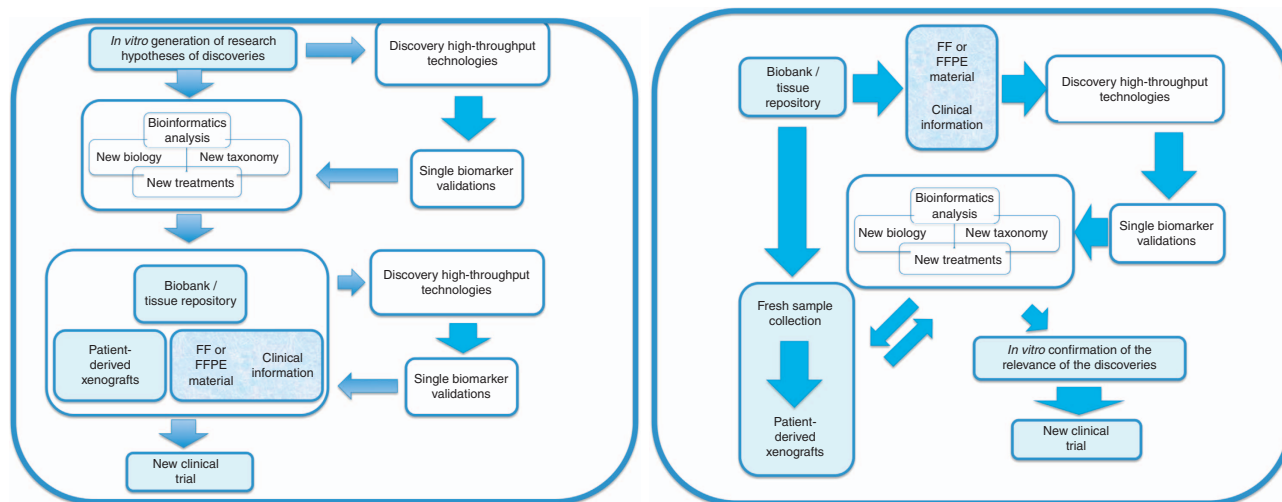 In vitro generation of research
hypotheses of discoveries
Discovery high-throughput
technologies
Bioinformatics
analysis
New biology
New taxonomy
New treatments
Single biomarker
validations
Biobank /
tissue repository
Discovery high-throughput
technologies
Patient-
derived
xenografts
FF or
FFPE
material
Clinical
information
Single biomarker
validations
New clinical
trial
Biobank /
tissue
repository
FF or
FFPE
material
Clinical
information
Discovery high-throughput
technologies
Bioinformatics
analysis
New biology
New taxonomy
New treatments
Single biomarker
validations
Fresh sample
collection
Patient-
derived
xenografts
In vitro confirmation of the
relevance of the discoveries
New clinical
trial